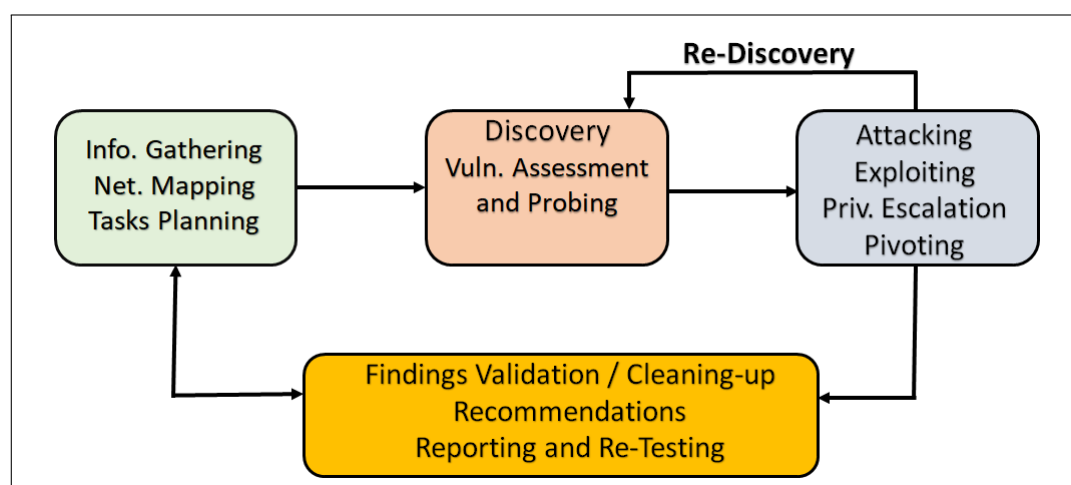 Re-Discovery
Info. Gathering
Net. Mapping
Tasks Planning
Discovery
Vuln. Assessment
and Probing
Attacking
Exploiting
Priv. Escalation
Pivoting
Findings Validation / Cleaning-up
Recommendations
Reporting and Re-Testing